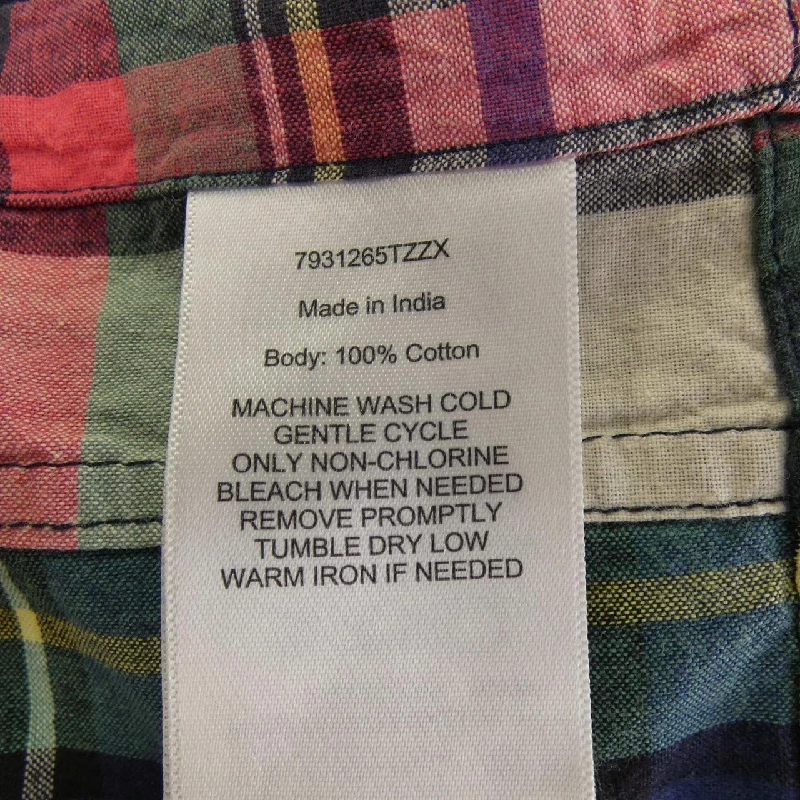 7931265TZZX
Made in India
Body: 100% Cotton
MACHINE WASH COLD
GENTLE CYCLE
ONLY NON-CHLORINE
BLEACH WHEN NEEDED
REMOVE PROMPTLY
TUMBLE DRY LOW
WARM IRON IF NEEDED